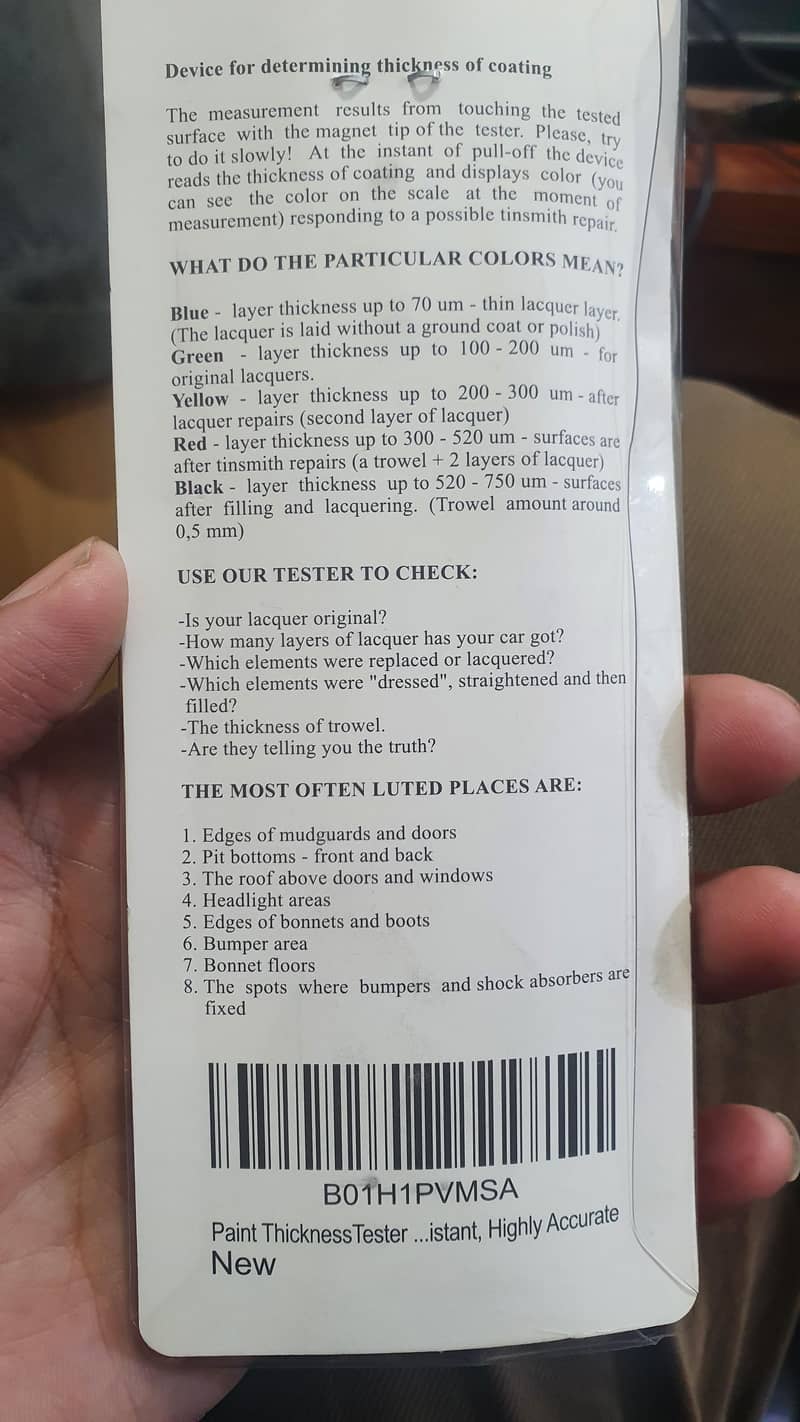 Device for determining thickness of coating
The measurement results from touching the tested
surface with the magnet tip of the tester. Please, try
to do it slowly! At the instant of pull-off the device
reads the thickness of coating and displays color (you
can see the color on the scale at the moment of
measurement) responding to a possible tinsmith repair.
WHAT DO THE PARTICULAR COLORS MEAN?
Blue - layer thickness up to 70 um - thin lacquer layer.
(The lacquer is laid without a ground coat or polish)
Green - layer thickness up to 100 - 200 um - for
original lacquers.
Yellow - layer thickness up to 200 - 300 um - after
lacquer repairs (second layer of lacquer)
Red - layer thickness up to 300 - 520 um - surfaces are
after tinsmith repairs (a trowel + 2 layers of lacquer)
Black - layer thickness up to 520 - 750 um - surfaces
after filling and lacquering. (Trowel amount around
0,5 mm)
USE OUR TESTER TO CHECK:
-Is your lacquer original?
-How many layers of lacquer has your car got?
-Which elements were replaced or lacquered?
-Which elements were "dressed", straightened and then
filled?
-The thickness of trowel.
-Are they telling you the truth?
THE MOST OFTEN LUTED PLACES ARE:
1. Edges of mudguards and doors
2. Pit bottoms - front and back
3. The roof above doors and windows
4. Headlight areas
5. Edges of bonnets and boots
6. Bumper area
7. Bonnet floors
8. The spots where bumpers and shock absorbers are
fixed
B01H1PVMSA
Paint ThicknessTester ...istant, Highly Accurate
New